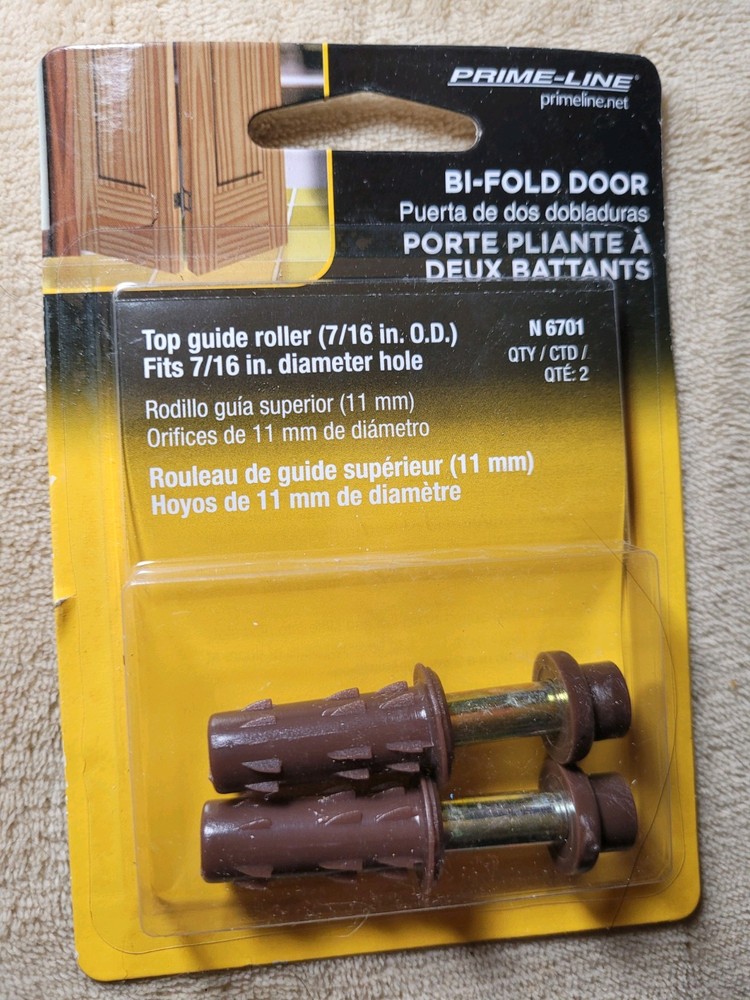 PRIME-LINE®
primeline.net
BI-FOLD DOOR
Puerta de dos dobladuras
PORTE PLIANTE À
DEUX BATTANTS
Top guide roller (7/16 in. O.D.)
Fits 7/16 in. diameter hole
N 6701
QTY / CTD /
QTÉ: 2
Rodillo guía superior (11 mm)
Orifices de 11 mm de diámetro
Rouleau de guide supérieur (11 mm)
Hoyos de 11 mm de diamètre